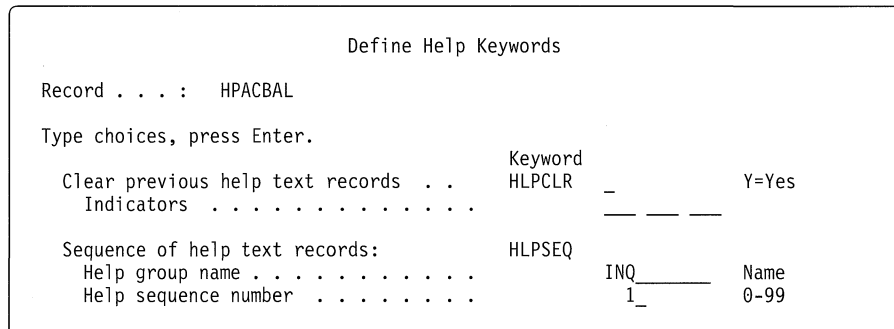 Define Help Keywords
Record . . . : HPACBAL
Type choices, press Enter.
Keyword
Clear previous help text records . . HLPCLR _ Y=Yes
Indicators . . . . . . . . . . . . . ___ ___ ___
Sequence of help text records: HLPSEQ
Help group name . . . . . . . . . . . INQ_______ Name
Help sequence number . . . . . . . . 1_ 0-99